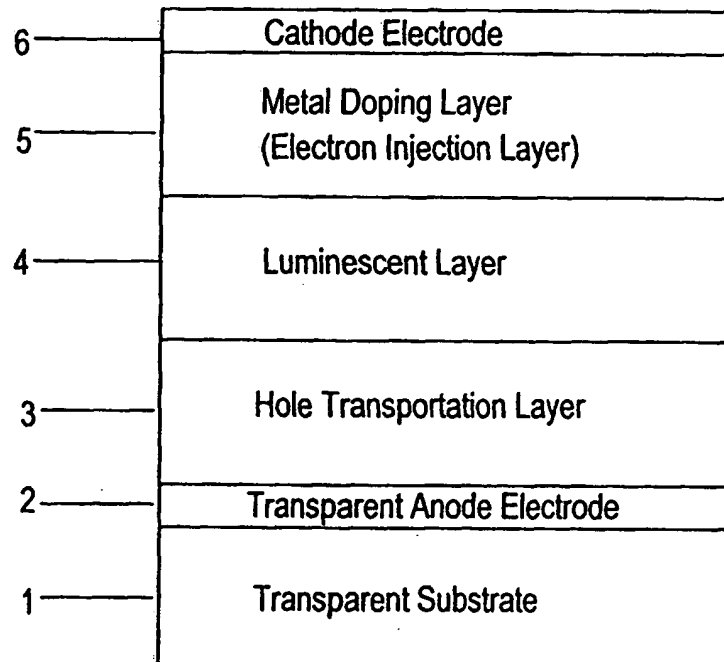 6 Cathode Electrode
5 Metal Doping Layer
(Electron Injection Layer)
4 Luminescent Layer
3 Hole Transportation Layer
2 Transparent Anode Electrode
1 Transparent Substrate